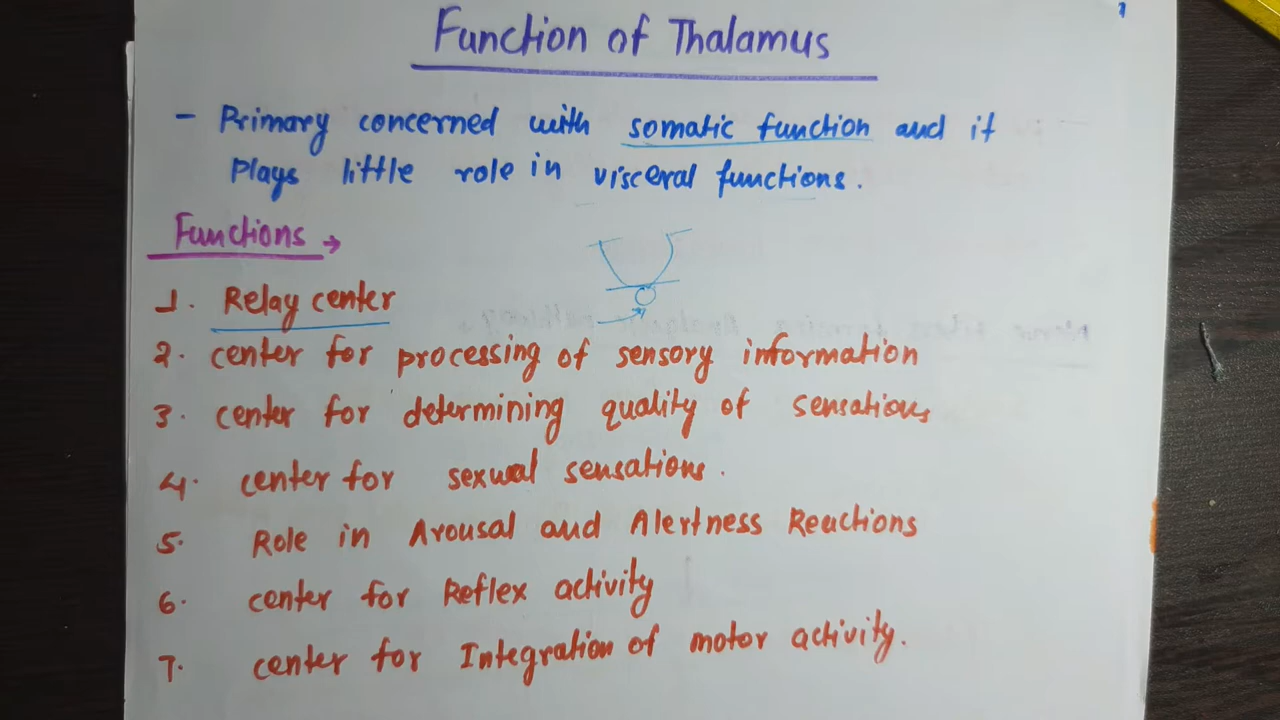 Function of Thalamus
- Primary concerned with somatic function and it
Plays little role in visceral functions.
Functions →
1. Relay center
2. center for processing of sensory information
3. center for determining quality of sensations
4. center for sexual sensations.
5. Role in Arousal and Alertness Reactions
6. center for Reflex activity
7. center for Integration of motor activity.